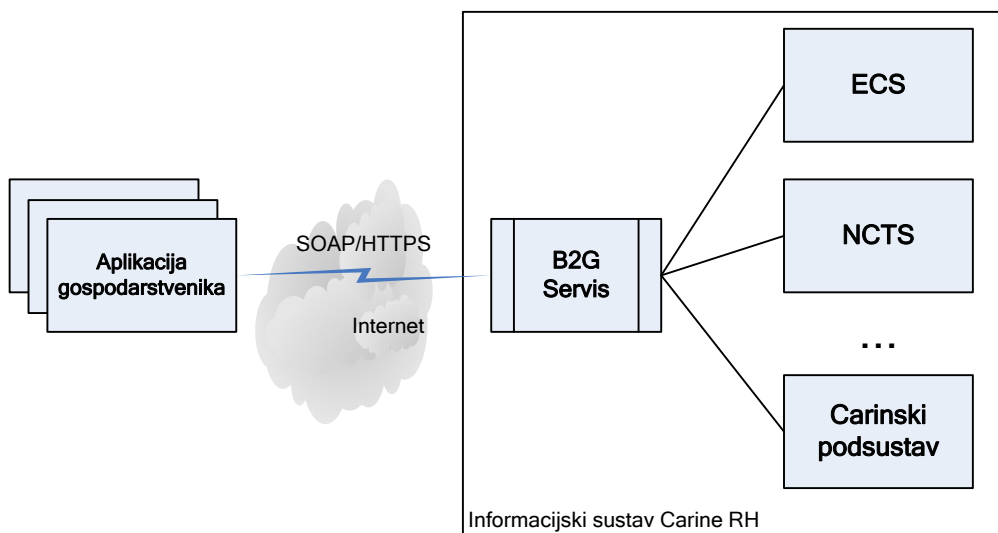 Aplikacija
gospodarstvenika
SOAP/HTTPS
Internet
B2G
Servis
ECS
NCTS
...
Carinski
podsustav
Informacijski sustav Carine RH